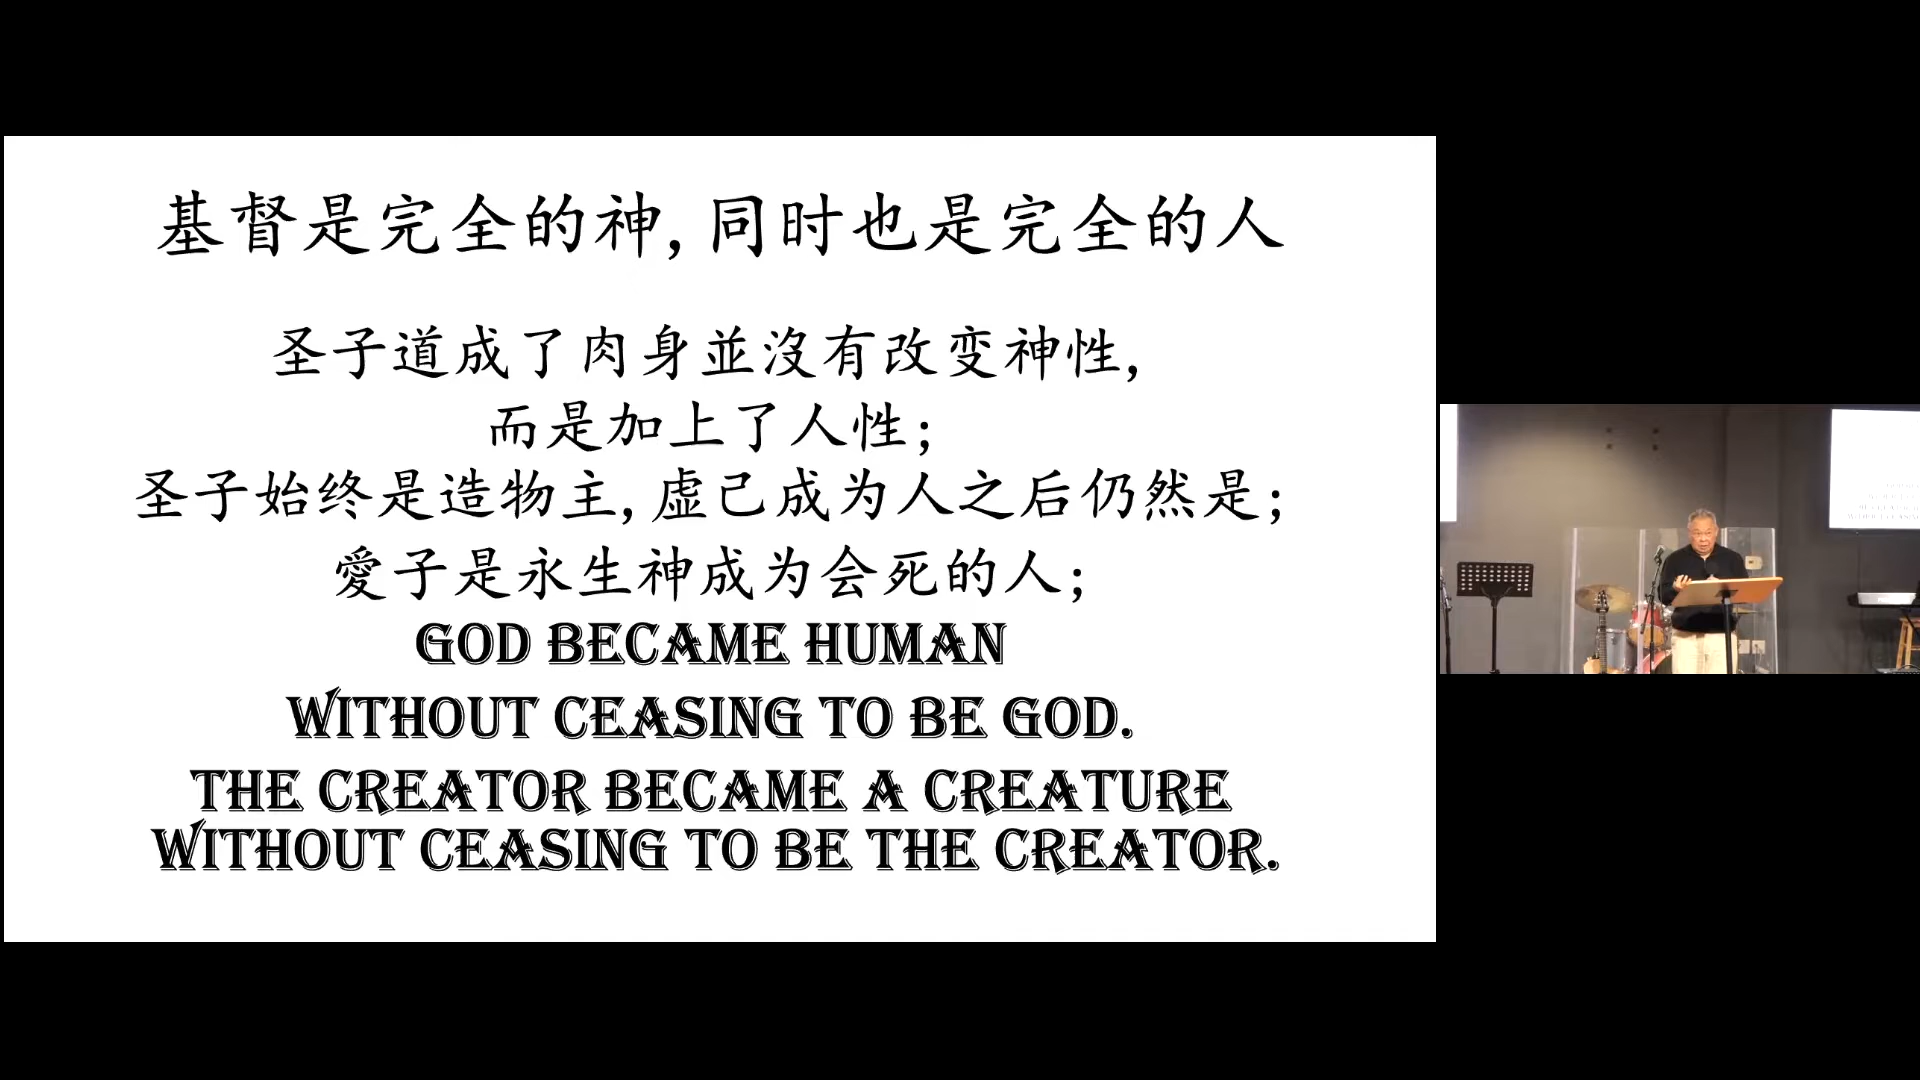 基督是完全的神,同时也是完全的人
圣子道成了肉身並沒有改变神性,
而是加上了人性;
圣子始终是造物主,虚己成为人之后仍然是;
愛子是永生神成为会死的人;
GOD BECAME HUMAN
WITHOUT CEASING TO BE GOD.
THE CREATOR BECAME A CREATURE
WITHOUT CEASING TO BE THE CREATOR.